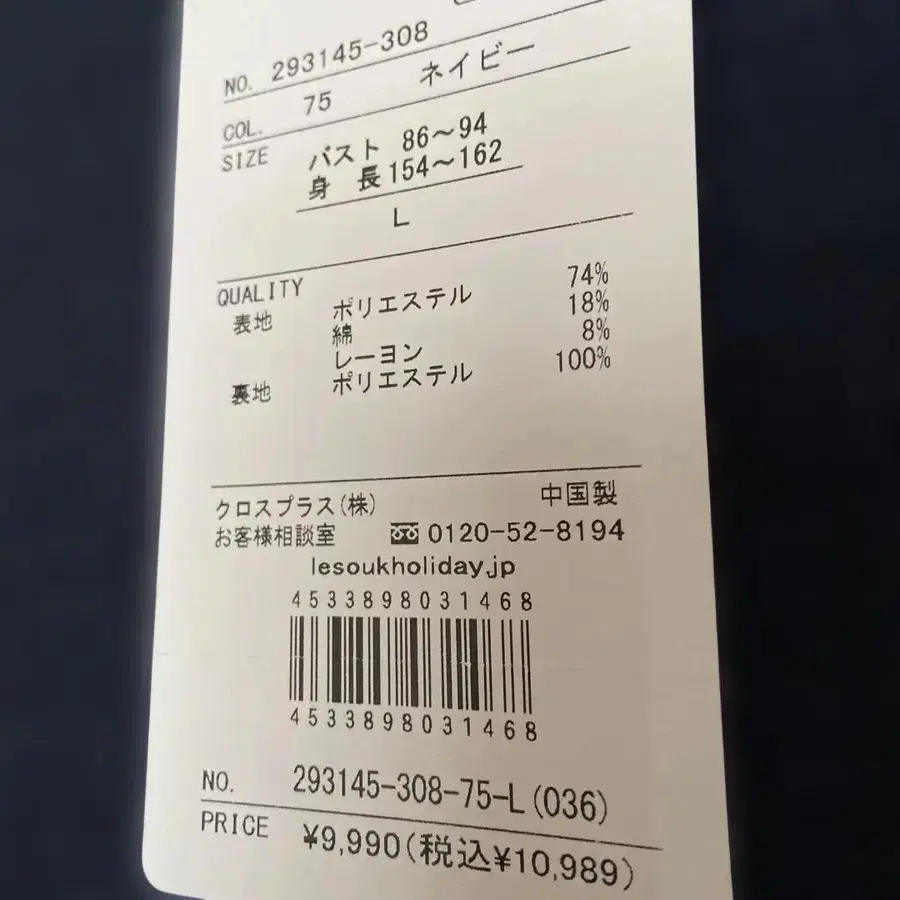 NO. 293145-308
COL. 75 ネイビー
SIZE バスト 86〜94
身 長 154〜162
L
QUALITY
表地 ポリエステル 74%
綿 18%
レーヨン 8%
裏地 ポリエステル 100%
クロスプラス(株) 中国製
お客様相談室 0120-52-8194
lesoukholiday.jp
4533898031468
4533898031468
NO. 293145-308-75-L(036)
PRICE ¥9,990(税込¥10,989)